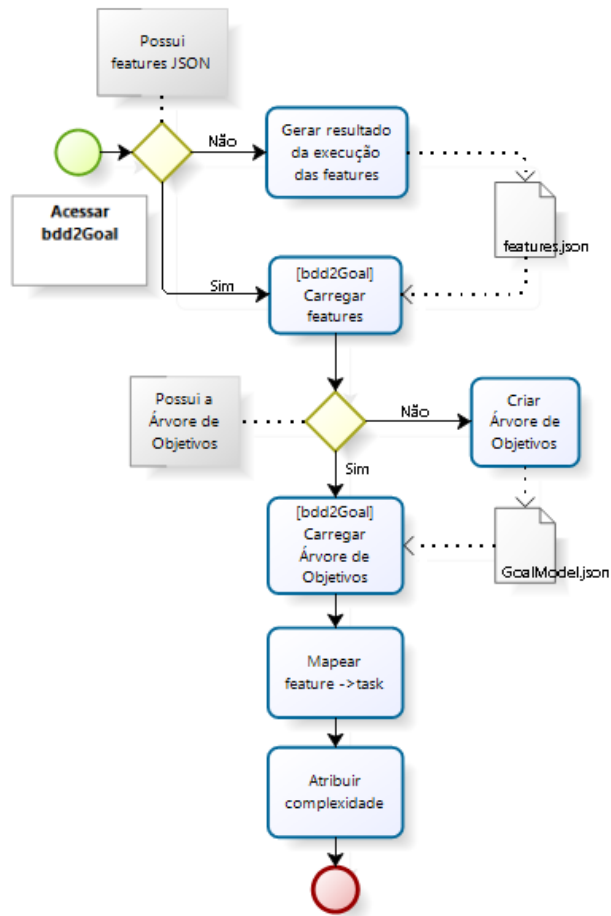 Possui
features JSON
Não
Gerar resultado
da execução
das features
Acessar
bdd2Goal
features.json
Sim
[bdd2Goal]
Carregar
features
Possui a
Árvore de
Objetivos
Não
Criar
Árvore de
Objetivos
Sim
[bdd2Goal]
Carregar
Árvore de
Objetivos
GoalModel.json
Mapear
feature ->task
Atribuir
complexidade